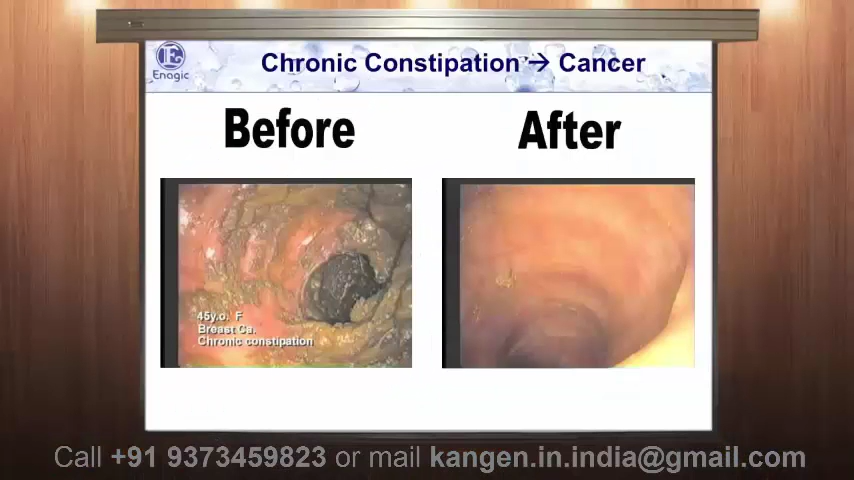 Enagic
Chronic Constipation → Cancer
Before
After
45y.o. F
Breast Ca.
Chronic constipation
Call +91 9373459823 or mail kangen.in.india@gmail.com